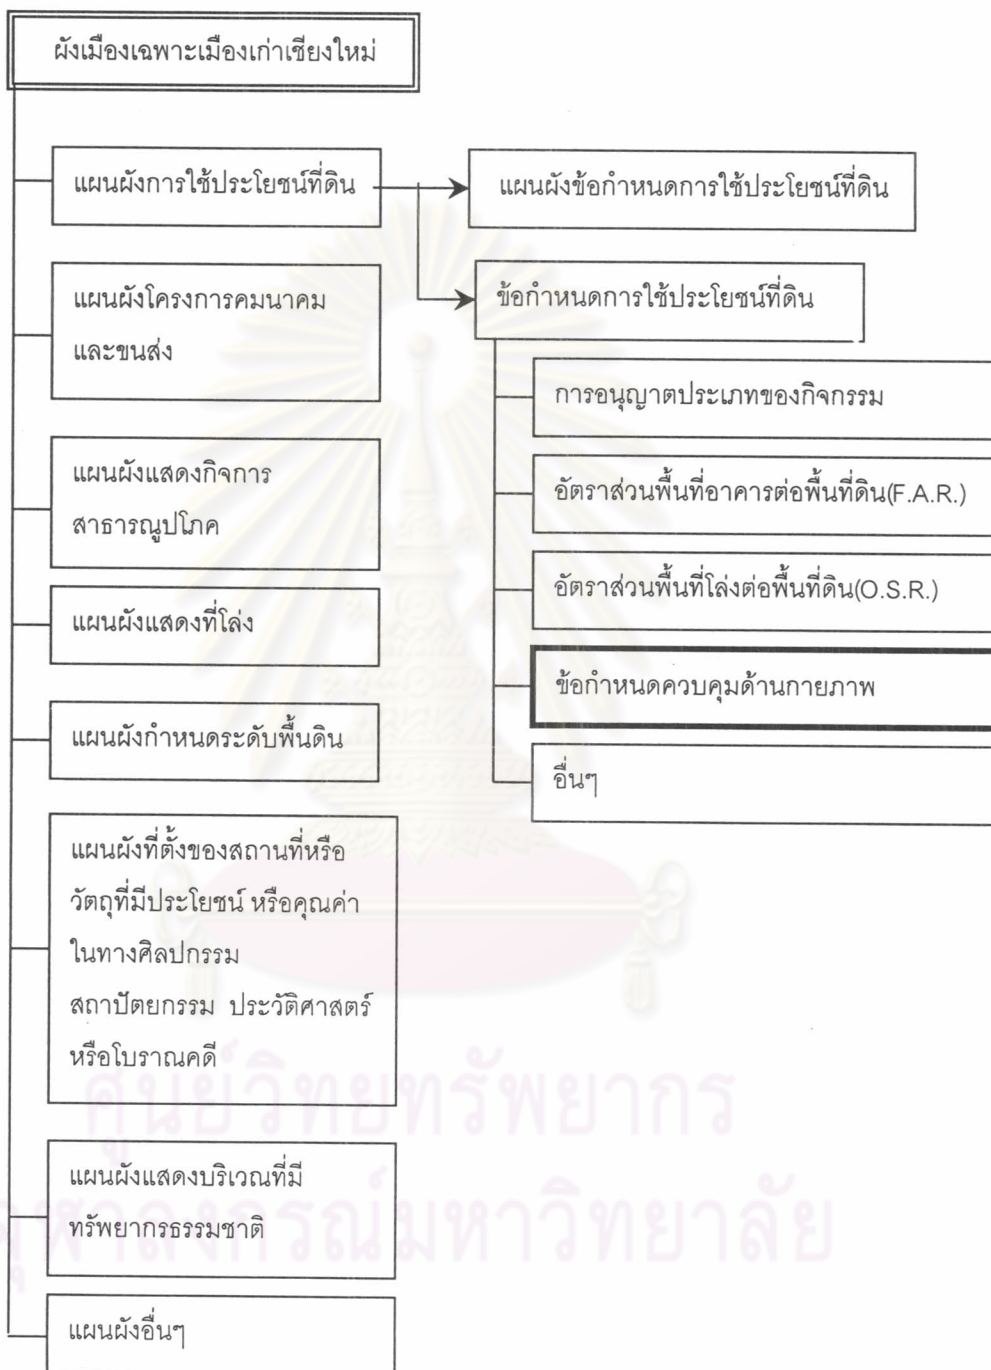 ผังเมืองเฉพาะเมืองเก่าเชียงใหม่
แผนผังการใช้ประโยชน์ที่ดิน
แผนผังข้อกำหนดการใช้ประโยชน์ที่ดิน
แผนผังโครงการคมนาคม
และขนส่ง
ข้อกำหนดการใช้ประโยชน์ที่ดิน
การอนุญาตประเภทของกิจกรรม
แผนผังแสดงกิจการ
สาธารณูปโภค
อัตราส่วนพื้นที่อาคารต่อพื้นที่ดิน(F.A.R.)
อัตราส่วนพื้นที่โล่งต่อพื้นที่ดิน(O.S.R.)
แผนผังแสดงที่โล่ง
ข้อกำหนดควบคุมด้านกายภาพ
แผนผังกำหนดระดับพื้นดิน
อื่นๆ
แผนผังที่ตั้งของสถานที่หรือ
วัตถุที่มีประโยชน์ หรือคุณค่า
ในทางศิลปกรรม
สถาปัตยกรรม ประวัติศาสตร์
หรือโบราณคดี
ศูนย์วิทยทรัพยากร
แผนผังแสดงบริเวณที่มี
ทรัพยากรธรรมชาติ
จุฬาลงกรณ์มหาวิทยาลัย
แผนผังอื่นๆ